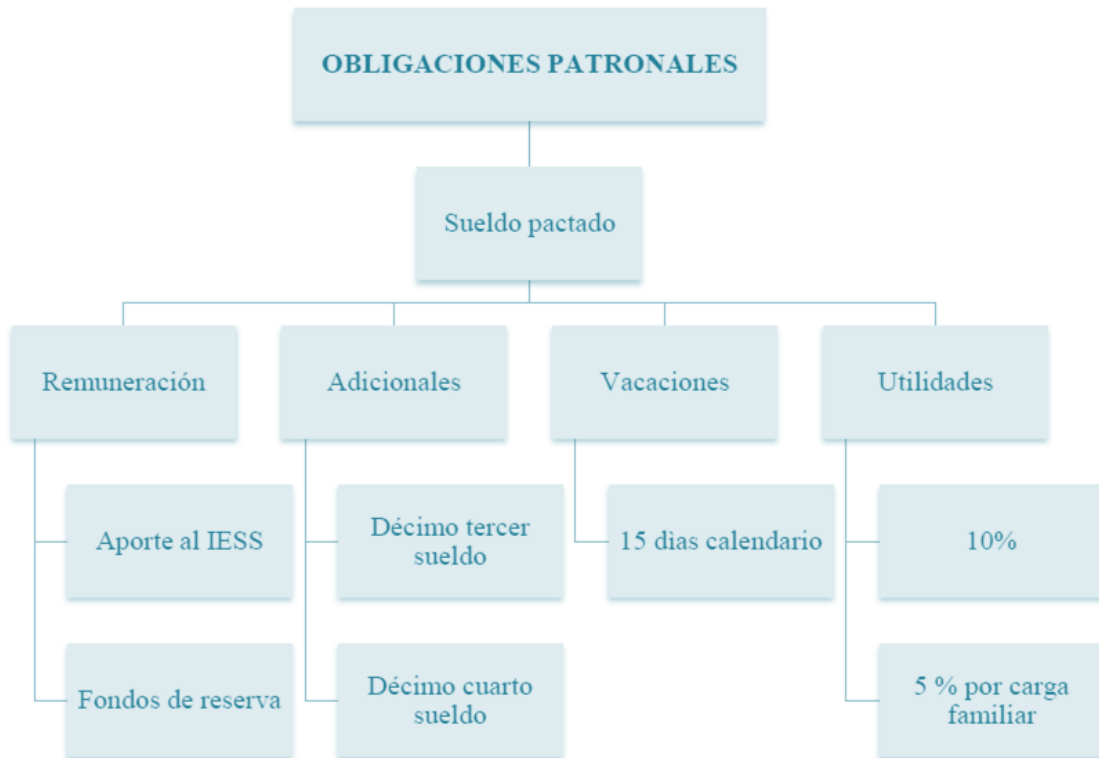 OBLIGACIONES PATRONALES
Sueldo pactado
Remuneración
Adicionales
Vacaciones
Utilidades
Aporte al IESS
Décimo tercer
sueldo
15 dìas calendario
10%
Fondos de reserva
Décimo cuarto
sueldo
5 % por carga
familiar